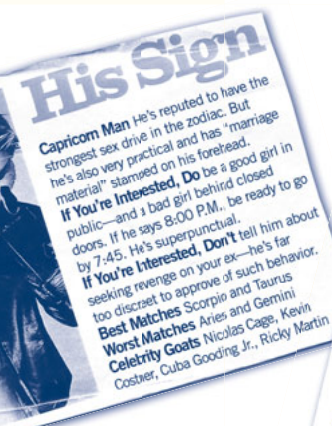 His Sign
Capricorn Man He's reputed to have the
strongest sex drive in the zodiac. But
he's also very practical and has "marriage
material" stamped on his forehead.
If You're Interested, Do be a good girl in
public—and a bad girl behind closed
doors. If he says 8:00 P.M., be ready to go
by 7:45. He's superpunctual.
If You're Interested, Don't tell him about
seeking revenge on your ex—he's far
too discreet to approve of such behavior.
Best Matches Scorpio and Taurus
Worst Matches Aries and Gemini
Celebrity Goats Nicolas Cage, Kevin
Costner, Cuba Gooding Jr., Ricky Martin